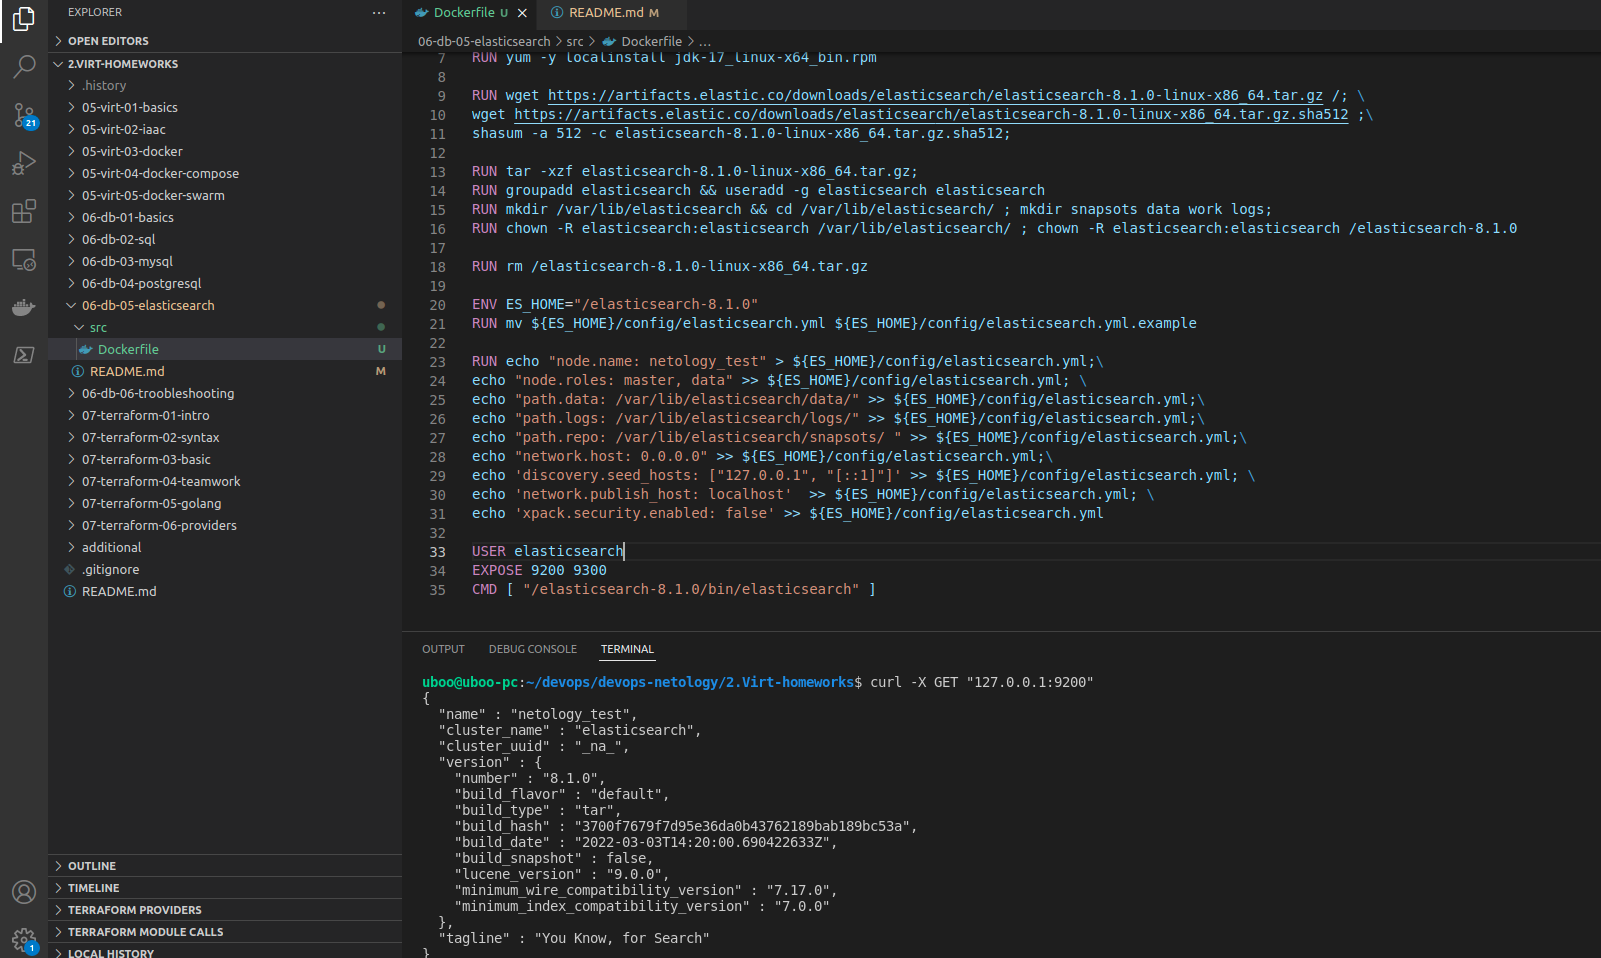 EXPLORER
OPEN EDITORS
2.VIRT-HOMEWORKS
.history
05-virt-01-basics
05-virt-02-iaac
05-virt-03-docker
05-virt-04-docker-compose
05-virt-05-docker-swarm
06-db-01-basics
06-db-02-sql
06-db-03-mysql
06-db-04-postgresql
06-db-05-elasticsearch
src
Dockerfile U
README.md M
06-db-06-troobleshooting
07-terraform-01-intro
07-terraform-02-syntax
07-terraform-03-basic
07-terraform-04-teamwork
07-terraform-05-golang
07-terraform-06-providers
additional
.gitignore
README.md
OUTLINE
TIMELINE
TERRAFORM PROVIDERS
TERRAFORM MODULE CALLS
LOCAL HISTORY
21
1
Dockerfile U README.md M
06-db-05-elasticsearch > src > Dockerfile > ...
7 RUN yum -y localinstall jdk-17_linux-x64_bin.rpm
8
9 RUN wget https://artifacts.elastic.co/downloads/elasticsearch/elasticsearch-8.1.0-linux-x86_64.tar.gz /; \
10 wget https://artifacts.elastic.co/downloads/elasticsearch/elasticsearch-8.1.0-linux-x86_64.tar.gz.sha512 ;\
11 shasum -a 512 -c elasticsearch-8.1.0-linux-x86_64.tar.gz.sha512;
12
13 RUN tar -xzf elasticsearch-8.1.0-linux-x86_64.tar.gz;
14 RUN groupadd elasticsearch && useradd -g elasticsearch elasticsearch
15 RUN mkdir /var/lib/elasticsearch && cd /var/lib/elasticsearch/ ; mkdir snapsots data work logs;
16 RUN chown -R elasticsearch:elasticsearch /var/lib/elasticsearch/ ; chown -R elasticsearch:elasticsearch /elasticsearch-8.1.0
17
18 RUN rm /elasticsearch-8.1.0-linux-x86_64.tar.gz
19
20 ENV ES_HOME="/elasticsearch-8.1.0"
21 RUN mv ${ES_HOME}/config/elasticsearch.yml ${ES_HOME}/config/elasticsearch.yml.example
22
23 RUN echo "node.name: netology_test" > ${ES_HOME}/config/elasticsearch.yml;\
24 echo "node.roles: master, data" >> ${ES_HOME}/config/elasticsearch.yml; \
25 echo "path.data: /var/lib/elasticsearch/data/" >> ${ES_HOME}/config/elasticsearch.yml;\
26 echo "path.logs: /var/lib/elasticsearch/logs/" >> ${ES_HOME}/config/elasticsearch.yml;\
27 echo "path.repo: /var/lib/elasticsearch/snapsots/ " >> ${ES_HOME}/config/elasticsearch.yml;\
28 echo "network.host: 0.0.0.0" >> ${ES_HOME}/config/elasticsearch.yml;\
29 echo 'discovery.seed_hosts: ["127.0.0.1", "[::1]"]' >> ${ES_HOME}/config/elasticsearch.yml; \
30 echo 'network.publish_host: localhost'  >> ${ES_HOME}/config/elasticsearch.yml; \
31 echo 'xpack.security.enabled: false' >> ${ES_HOME}/config/elasticsearch.yml
32
33 USER elasticsearch
34 EXPOSE 9200 9300
35 CMD [ "/elasticsearch-8.1.0/bin/elasticsearch" ]
OUTPUT DEBUG CONSOLE TERMINAL
uboo@uboo-pc:~/devops/devops-netology/2.Virt-homeworks$ curl -X GET "127.0.0.1:9200"
{
"name" : "netology_test",
"cluster_name" : "elasticsearch",
"cluster_uuid" : "_na_",
"version" : {
"number" : "8.1.0",
"build_flavor" : "default",
"build_type" : "tar",
"build_hash" : "3700f7679f7d95e36da0b43762189bab189bc53a",
"build_date" : "2022-03-03T14:20:00.690422633Z",
"build_snapshot" : false,
"lucene_version" : "9.0.0",
"minimum_wire_compatibility_version" : "7.17.0",
"minimum_index_compatibility_version" : "7.0.0"
},
"tagline" : "You Know, for Search"
}